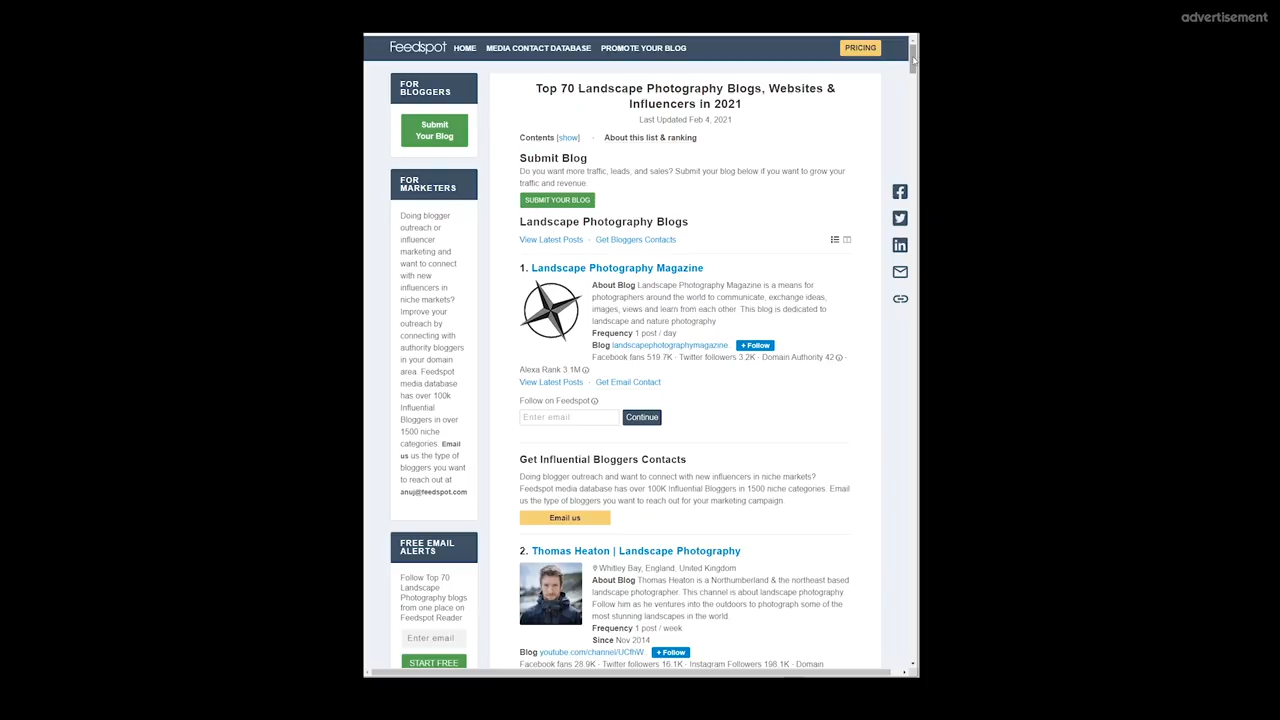 advertisement
Feedspot HOME MEDIA CONTACT DATABASE PROMOTE YOUR BLOG PRICING
FOR
BLOGGERS
Submit
Your Blog
FOR
MARKETERS
Doing blogger
outreach or
influencer
marketing and
want to connect
with new
influencers in
niche markets?
Improve your
outreach by
connecting with
authority bloggers
in your domain
area. Feedspot
media database
has over 100k
Influential
Bloggers in over
1500 niche
categories. Email
us us the type of
bloggers you want
to reach out at
anuj@feedspot.com
FREE EMAIL
ALERTS
Follow Top 70
Landscape
Photography blogs
from one place on
Feedspot Reader
Enter email
START FREE
Top 70 Landscape Photography Blogs, Websites &
Influencers in 2021
Last Updated Feb 4, 2021
Contents [show] - About this list & ranking
Submit Blog
Do you want more traffic, leads, and sales? Submit your blog below if you want to grow your
traffic and revenue.
SUBMIT YOUR BLOG
Landscape Photography Blogs
View Latest Posts - Get Bloggers Contacts
1. Landscape Photography Magazine
About Blog Landscape Photography Magazine is a means for
photographers around the world to communicate, exchange ideas,
images, views and learn from each other. This blog is dedicated to
landscape and nature photography
Frequency 1 post / day
Blog landscapephotographymagazine. + Follow
Facebook fans 519.7K · Twitter followers 3.2K · Domain Authority 42 ·
Alexa Rank 3.1M
View Latest Posts - Get Email Contact
Follow on Feedspot
Enter email Continue
Get Influential Bloggers Contacts
Doing blogger outreach and want to connect with new influencers in niche markets?
Feedspot media database has over 100K Influential Bloggers in 1500 niche categories. Email
us the type of bloggers you want to reach out for your marketing campaign.
Email us
2. Thomas Heaton | Landscape Photography
Whitley Bay, England, United Kingdom
About Blog Thomas Heaton is a Northumberland & the northeast based
landscape photographer. This channel is about landscape photography
Follow him as he ventures into the outdoors to photograph some of the
most stunning landscapes in the world.
Frequency 1 post / week
Since Nov 2014
Blog youtube.com/channel/UCfhW.. + Follow
Facebook fans 28.9K · Twitter followers 16.1K · Instagram Followers 198.1K · Domain